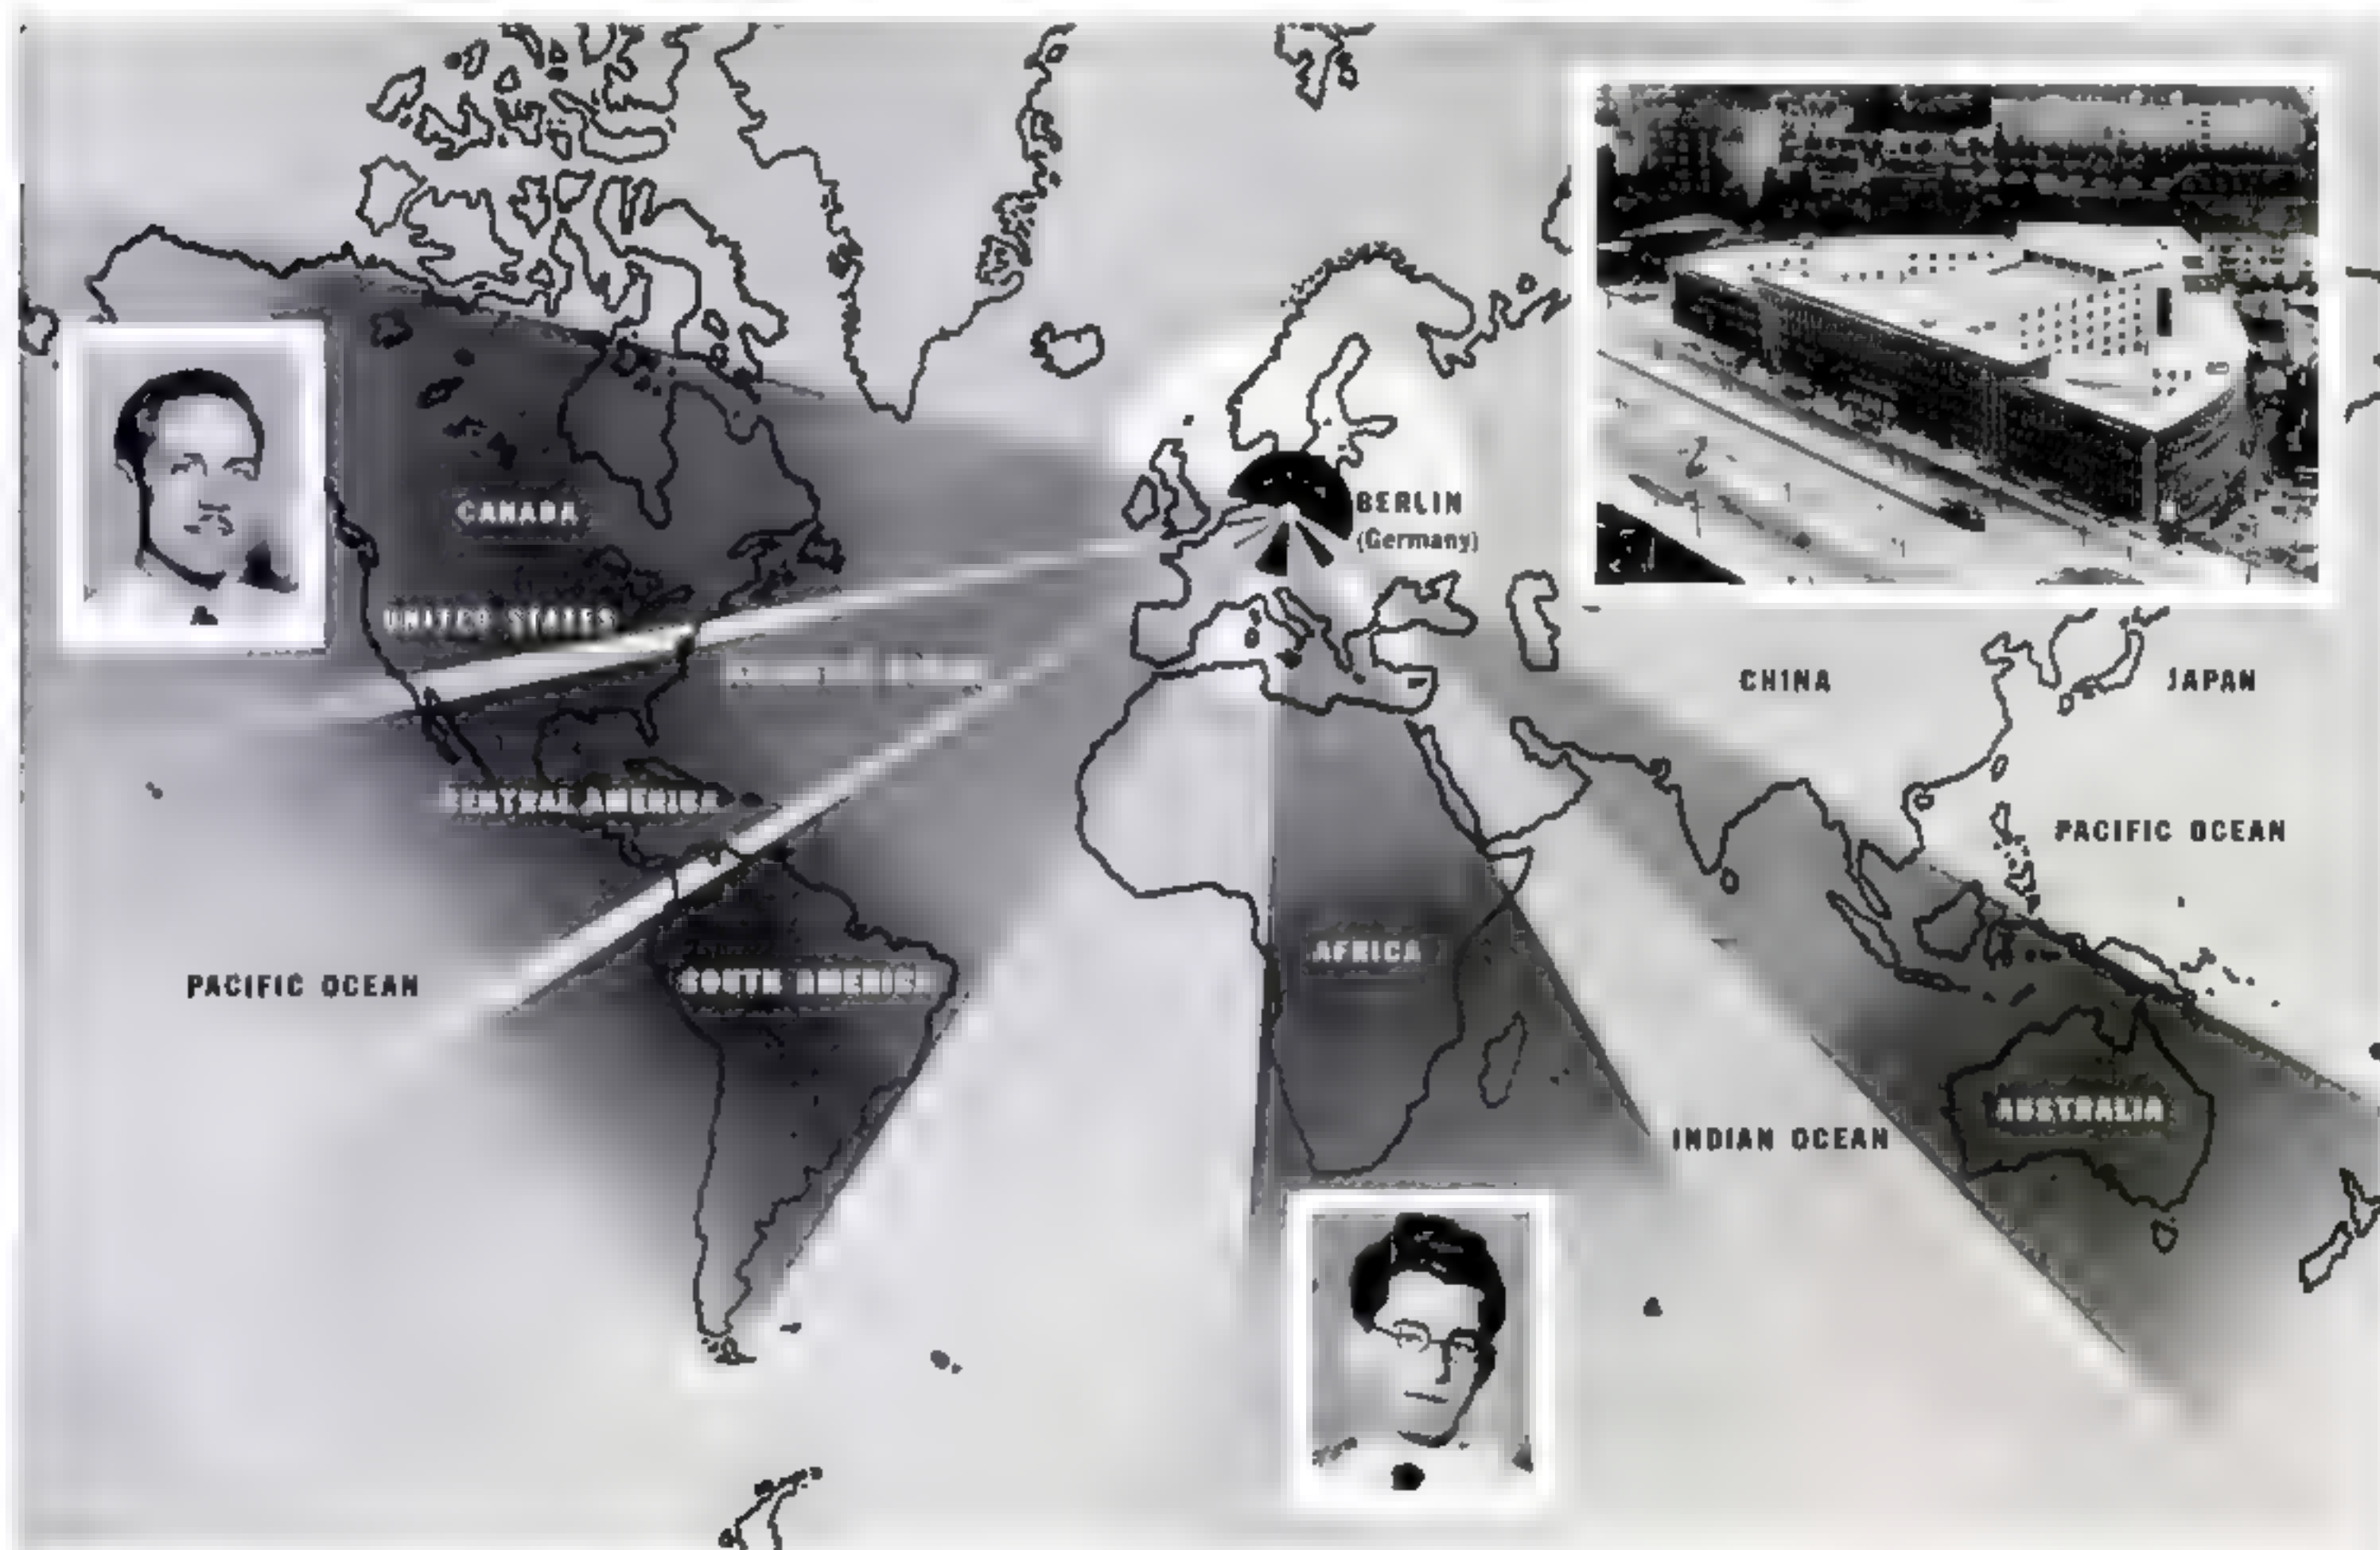 BERLIN
(Germany)
CANADA
UNITED STATES
CHINA
JAPAN
CENTRAL AMERICA
PACIFIC OCEAN
AFRICA
SOUTH AMERICA
PACIFIC OCEAN
AUSTRALIA
INDIAN OCEAN